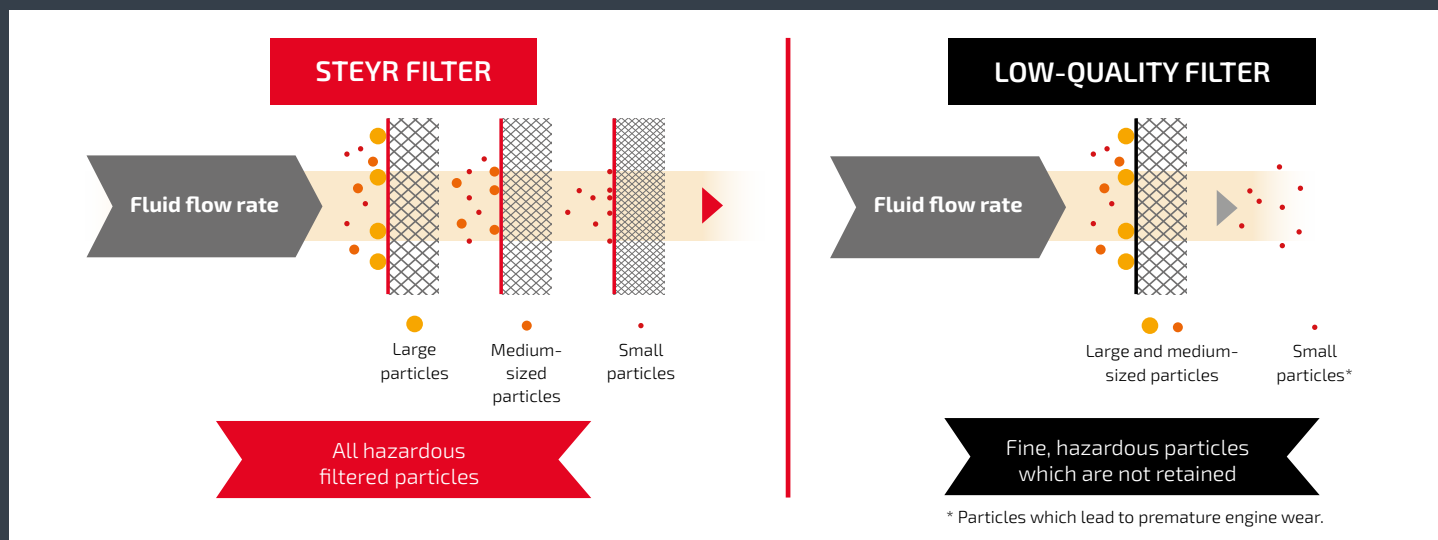 STEYR FILTER
Fluid flow rate
Large
particles
Medium-
sized
particles
Small
particles
All hazardous
filtered particles
LOW-QUALITY FILTER
Fluid flow rate
Large and medium-
sized particles
Small
particles*
Fine, hazardous particles
which are not retained
* Particles which lead to premature engine wear.